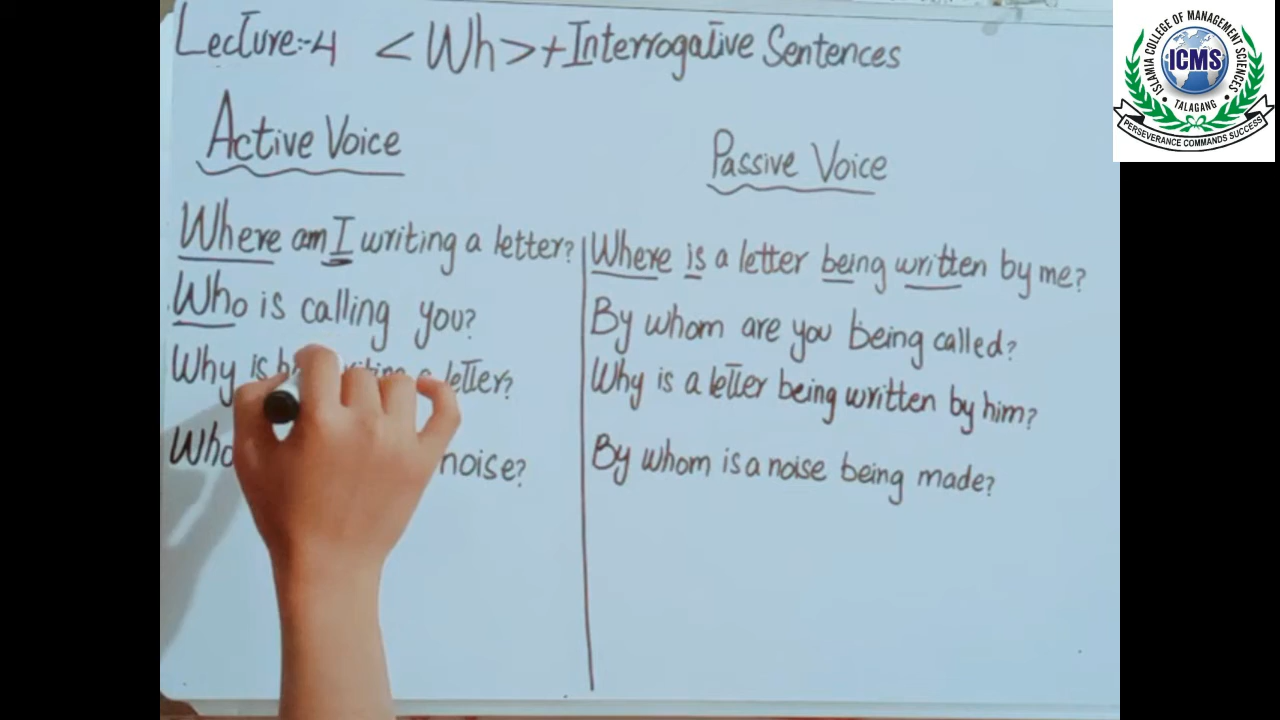 Lecture:-4 <Wh> + Interrogative Sentences
Active Voice
Passive Voice
Where am I writing a letter?
Where is a letter being written by me?
Who is calling you?
By whom are you being called?
Why is letter?
Why is a letter being written by him?
noise?
By whom is a noise being made?
ISLAMIA COLLEGE OF MANAGEMENT SCIENCES
ICMS
TALAGANG
PERSEVERANCE COMMANDS SUCCESS